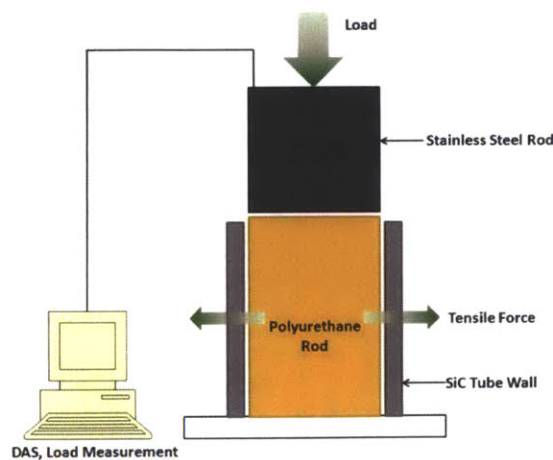 Load
Stainless Steel Rod
Polyurethane
Rod
Tensile Force
SiC Tube Wall
DAS, Load Measurement